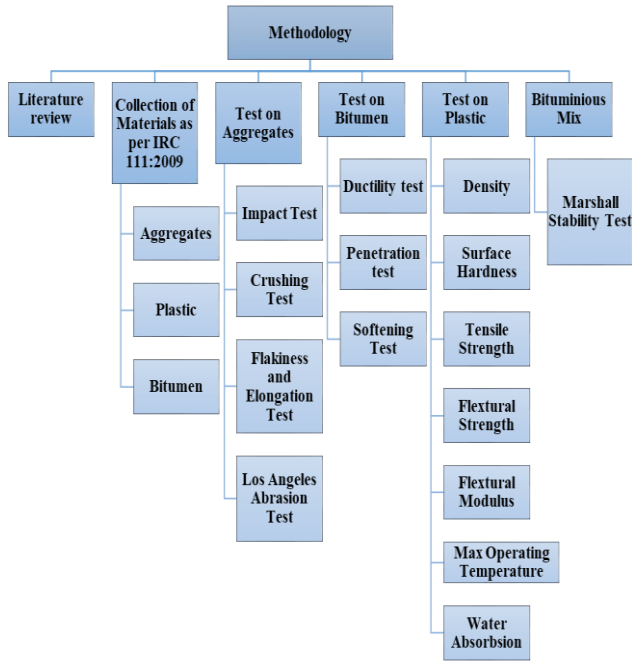 Methodology
Literature
review
Collection of
Materials as
per IRC
111:2009
Aggregates
Plastic
Bitumen
Test on
Aggregates
Impact Test
Crushing
Test
Flakiness
and
Elongation
Test
Los Angeles
Abrasion
Test
Test on
Bitumen
Ductility test
Penetration
test
Softening
Test
Test on
Plastic
Density
Surface
Hardness
Tensile
Strength
Flextural
Strength
Flextural
Modulus
Max Operating
Temperature
Water
Absorbsion
Bituminious
Mix
Marshall
Stability Test